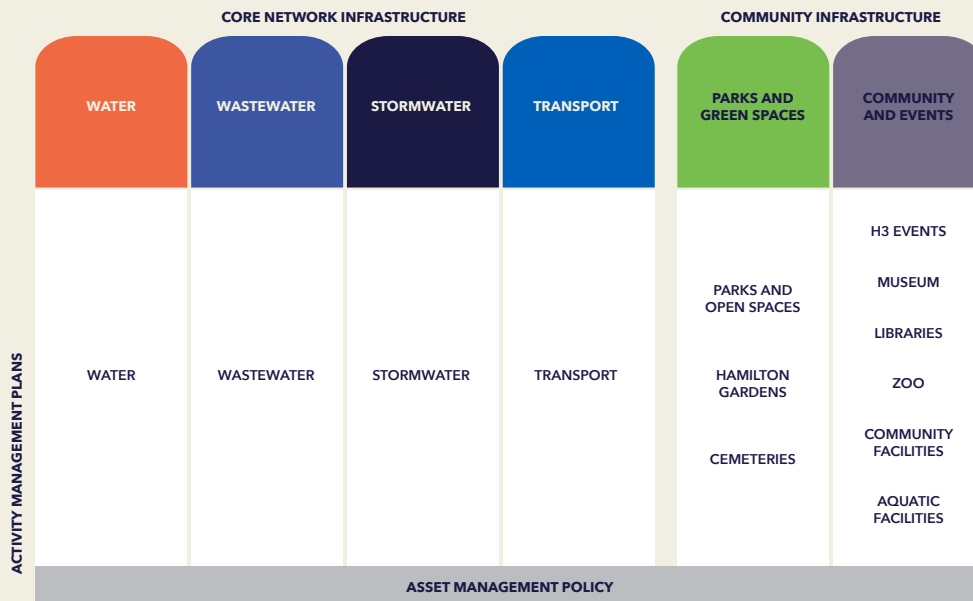 CORE NETWORK INFRASTRUCTURE
COMMUNITY INFRASTRUCTURE
WATER
WASTEWATER
STORMWATER
TRANSPORT
PARKS AND
GREEN SPACES
COMMUNITY
AND EVENTS
ACTIVITY MANAGEMENT PLANS
WATER
WASTEWATER
STORMWATER
TRANSPORT
PARKS AND
OPEN SPACES
HAMILTON
GARDENS
CEMETERIES
H3 EVENTS
MUSEUM
LIBRARIES
ZOO
COMMUNITY
FACILITIES
AQUATIC
FACILITIES
ASSET MANAGEMENT POLICY